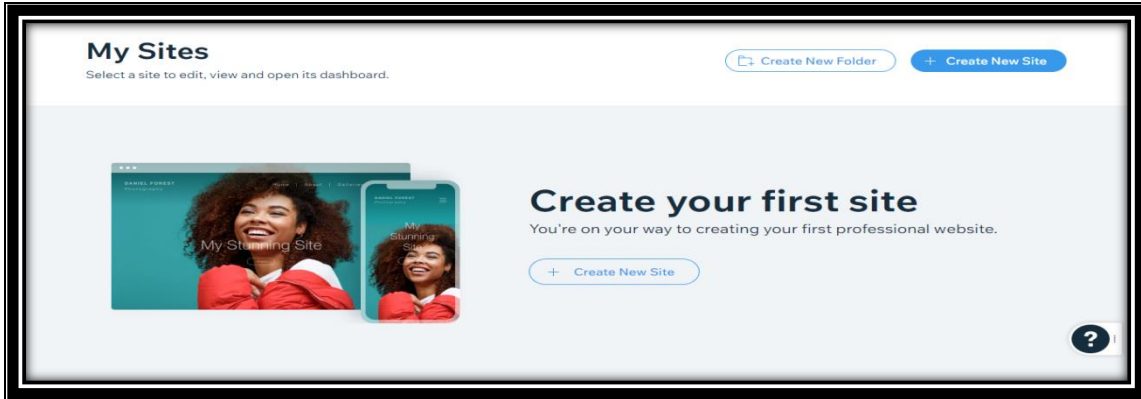 My Sites
Select a site to edit, view and open its dashboard.
Create New Folder
+ Create New Site
DANIEL FOREST
Photography
Home | About
My Stunning Site
DANIEL FOREST
Photography
My
Stunning
Site
Create your first site
You're on your way to creating your first professional website.
+ Create New Site
?